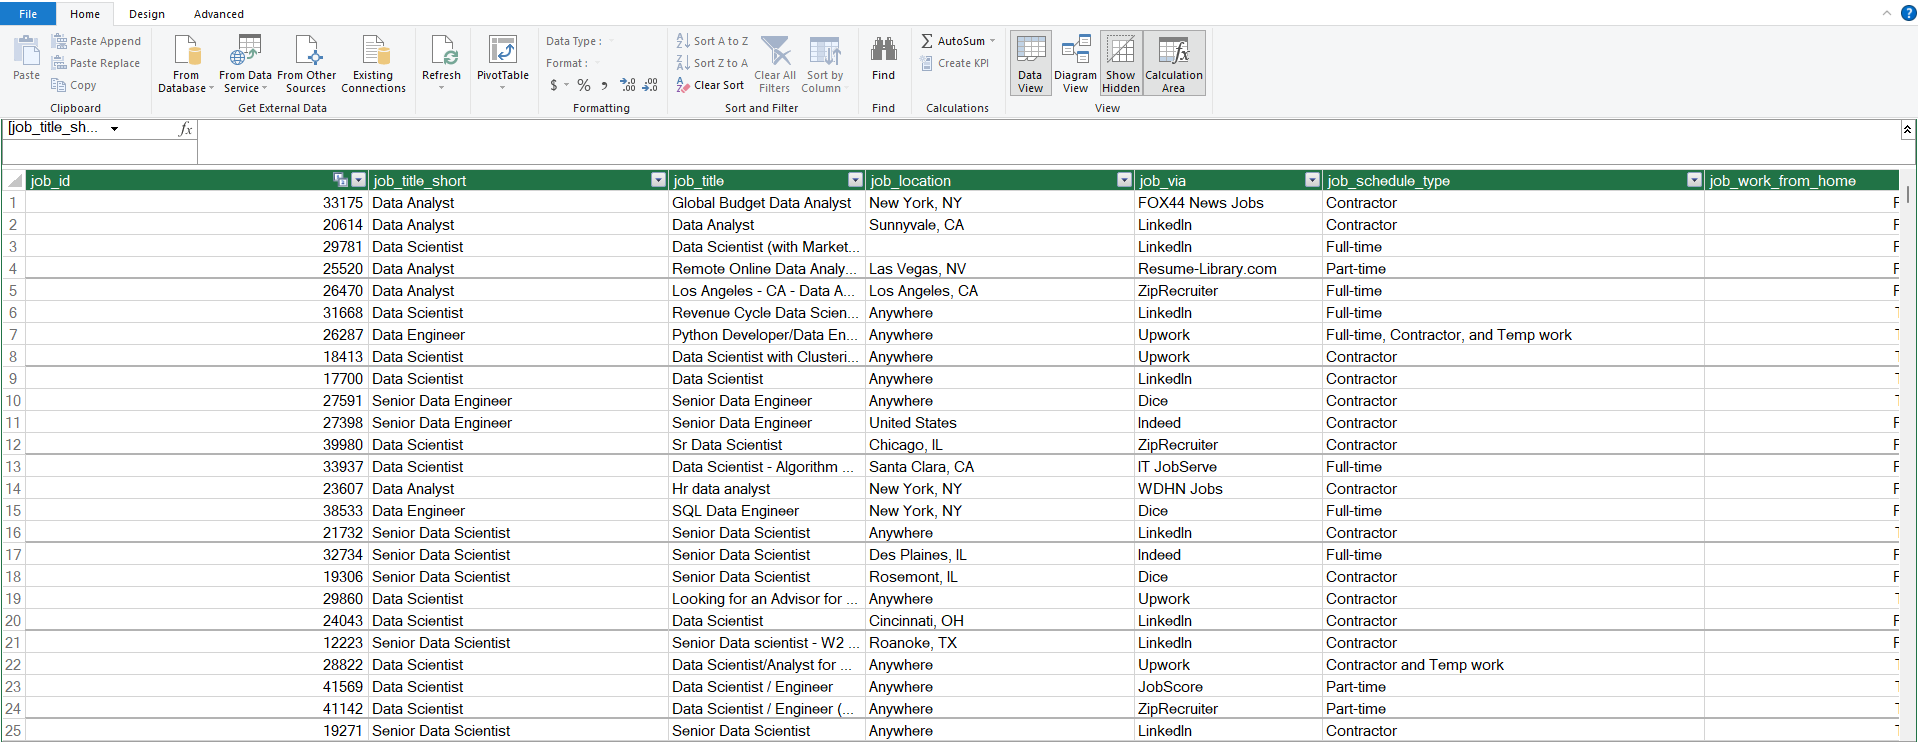 File Home Design Advanced
Paste Paste Append Paste Replace Copy Clipboard
From Database From Data Service From Other Sources Existing Connections Get External Data
Refresh PivotTable
Data Type : Format : $ % , .00 .00 Formatting
Sort A to Z Sort Z to A Clear Sort Clear All Filters Sort by Column Sort and Filter
Find Find
AutoSum Create KPI Calculations
Data View Diagram View Show Hidden Calculation Area View
[job_title_sh... fx
job_id job_title_short job_title job_location job_via job_schedule_type job_work_from_home
1 33175 Data Analyst Global Budget Data Analyst New York, NY FOX44 News Jobs Contractor
2 20614 Data Analyst Data Analyst Sunnyvale, CA LinkedIn Contractor
3 29781 Data Scientist Data Scientist (with Market... LinkedIn Full-time
4 25520 Data Analyst Remote Online Data Analy... Las Vegas, NV Resume-Library.com Part-time
5 26470 Data Analyst Los Angeles - CA - Data A... Los Angeles, CA ZipRecruiter Full-time
6 31668 Data Scientist Revenue Cycle Data Scien... Anywhere LinkedIn Full-time
7 26287 Data Engineer Python Developer/Data En... Anywhere Upwork Full-time, Contractor, and Temp work
8 18413 Data Scientist Data Scientist with Clusteri... Anywhere Upwork Contractor
9 17700 Data Scientist Data Scientist Anywhere LinkedIn Contractor
10 27591 Senior Data Engineer Senior Data Engineer Anywhere Dice Contractor
11 27398 Senior Data Engineer Senior Data Engineer United States Indeed Contractor
12 39980 Data Scientist Sr Data Scientist Chicago, IL ZipRecruiter Contractor
13 33937 Data Scientist Data Scientist - Algorithm ... Santa Clara, CA IT JobServe Full-time
14 23607 Data Analyst Hr data analyst New York, NY WDHN Jobs Contractor
15 38533 Data Engineer SQL Data Engineer New York, NY Dice Full-time
16 21732 Senior Data Scientist Senior Data Scientist Anywhere LinkedIn Contractor
17 32734 Senior Data Scientist Senior Data Scientist Des Plaines, IL Indeed Full-time
18 19306 Senior Data Scientist Senior Data Scientist Rosemont, IL Dice Contractor
19 29860 Data Scientist Looking for an Advisor for ... Anywhere Upwork Contractor
20 24043 Data Scientist Data Scientist Cincinnati, OH LinkedIn Contractor
21 12223 Senior Data Scientist Senior Data scientist - W2 ... Roanoke, TX LinkedIn Contractor
22 28822 Data Scientist Data Scientist/Analyst for ... Anywhere Upwork Contractor and Temp work
23 41569 Data Scientist Data Scientist / Engineer Anywhere JobScore Part-time
24 41142 Data Scientist Data Scientist / Engineer (... Anywhere ZipRecruiter Part-time
25 19271 Senior Data Scientist Senior Data Scientist Anywhere LinkedIn Contractor